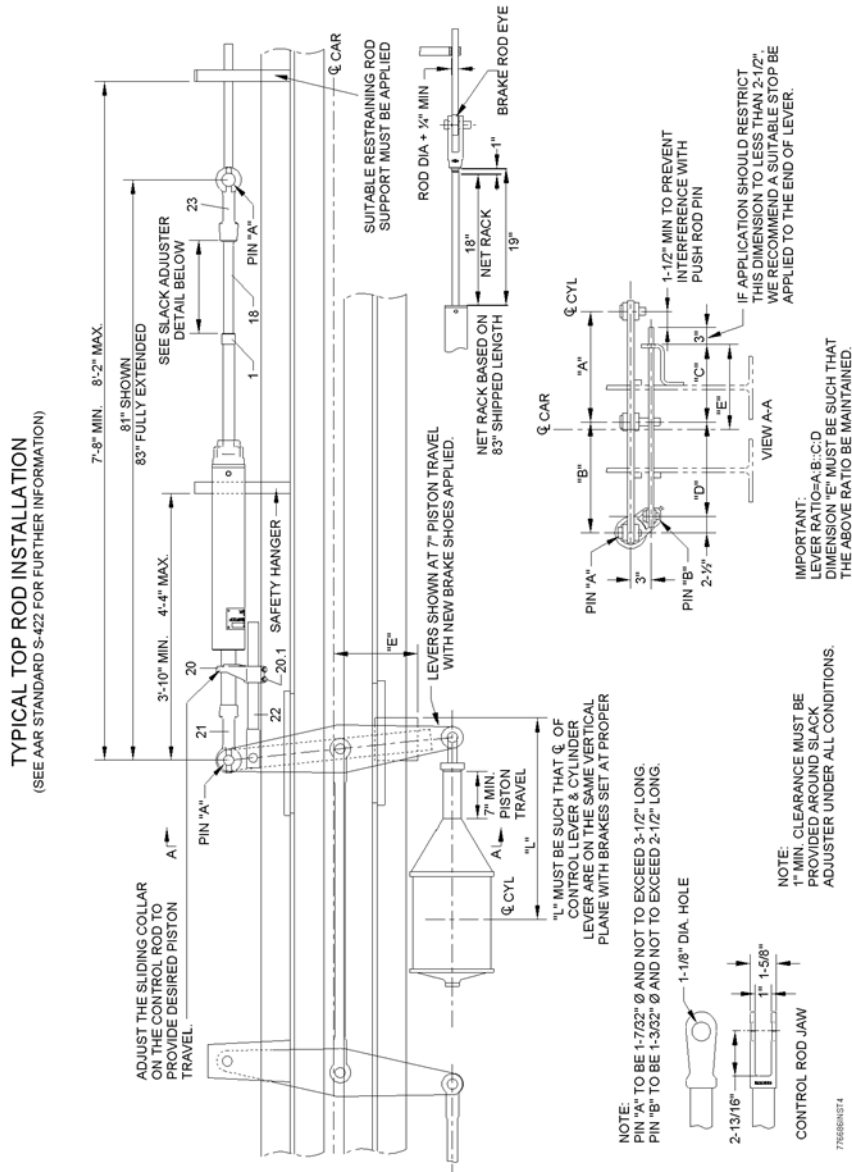 TYPICAL TOP ROD INSTALLATION
(SEE AAR STANDARD S-422 FOR FURTHER INFORMATION)
7'-8" MIN. 8'-2" MAX.
81" SHOWN
83" FULLY EXTENDED
3'-10" MIN. 4'-4" MAX.
SEE SLACK ADJUSTER
DETAIL BELOW
ADJUST THE SLIDING COLLAR
ON THE CONTROL ROD TO
PROVIDE DESIRED PISTON
TRAVEL.
A
PIN "A"
21
20
22
20.1
SAFETY HANGER
1
18
23
PIN "A"
SUITABLE RESTRAINING ROD
SUPPORT MUST BE APPLIED
℄ CAR
"E"
LEVERS SHOWN AT 7" PISTON TRAVEL
WITH NEW BRAKE SHOES APPLIED.
7" MIN.
PISTON
TRAVEL
A
℄ CYL
"L"
"L" MUST BE SUCH THAT ℄ OF
CONTROL LEVER & CYLINDER
LEVER ARE ON THE SAME VERTICAL
PLANE WITH BRAKES SET AT PROPER
ROD DIA + ¼" MIN
BRAKE ROD EYE
1"
18"
NET RACK
19"
NET RACK BASED ON
83" SHIPPED LENGTH
℄ CYL
℄ CAR
"A"
"B"
1-1/2" MIN TO PREVENT
INTERFERENCE WITH
PUSH ROD PIN
PIN "A"
3"
PIN "B"
2-½"
"D"
"C"
"E"
3"
IF APPLICATION SHOULD RESTRICT
THIS DIMENSION TO LESS THAN 2-1/2",
WE RECOMMEND A SUITABLE STOP BE
APPLIED TO THE END OF LEVER.
VIEW A-A
IMPORTANT:
LEVER RATIO=A:B::C:D
DIMENSION "E" MUST BE SUCH THAT
THE ABOVE RATIO BE MAINTAINED.
NOTE:
PIN "A" TO BE 1-7/32" Ø AND NOT TO EXCEED 3-1/2" LONG.
PIN "B" TO BE 1-3/32" Ø AND NOT TO EXCEED 2-1/2" LONG.
1-1/8" DIA. HOLE
2-13/16"
1"
1-5/8"
CONTROL ROD JAW
NOTE:
1" MIN. CLEARANCE MUST BE
PROVIDED AROUND SLACK
ADJUSTER UNDER ALL CONDITIONS.